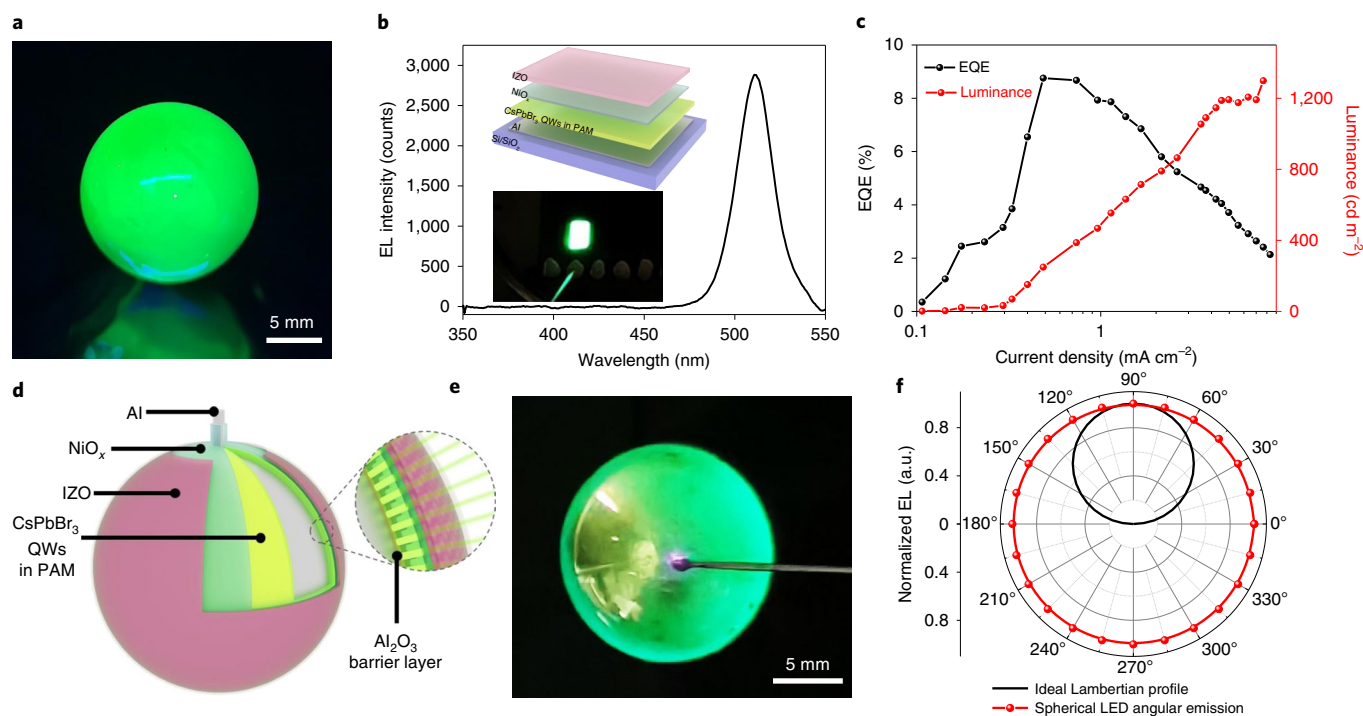 a
5 mm
b
EL intensity (counts)
3,000
2,500
2,000
1,500
1,000
500
0
350
400
450
500
550
Wavelength (nm)
IZO
NiOₓ
CsPbBr₃ QWs in PAM
Al
Si/SiO₂
c
EQE (%)
10
8
6
4
2
0
EQE
Luminance
1,200
800
400
0
Luminance (cd m⁻²)
0.1
1
Current density (mA cm⁻²)
d
Al
NiOₓ
IZO
CsPbBr₃
QWs
in PAM
Al₂O₃
barrier layer
e
5 mm
f
Normalized EL (a.u.)
0.8
0.4
0
0.4
0.8
90°
60°
30°
0°
330°
300°
270°
240°
210°
180°
150°
120°
Ideal Lambertian profile
Spherical LED angular emission